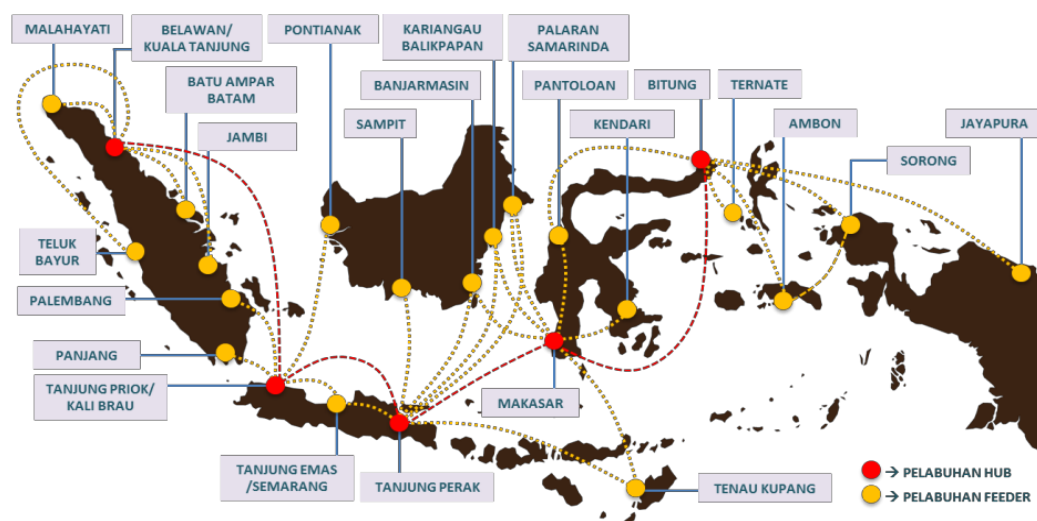 MALAHAYATI
BELAWAN/
KUALA TANJUNG
PONTIANAK
KARIANGAU
BALIKPAPAN
PALARAN
SAMARINDA
BATU AMPAR
BATAM
BANJARMASIN
PANTOLOAN
BITUNG
TERNATE
JAMBI
SAMPIT
KENDARI
AMBON
JAYAPURA
SORONG
TELUK
BAYUR
PALEMBANG
PANJANG
TANJUNG PRIOK/
KALI BRAU
MAKASAR
TANJUNG EMAS
/SEMARANG
TANJUNG PERAK
TENAU KUPANG
→ PELABUHAN HUB
→ PELABUHAN FEEDER